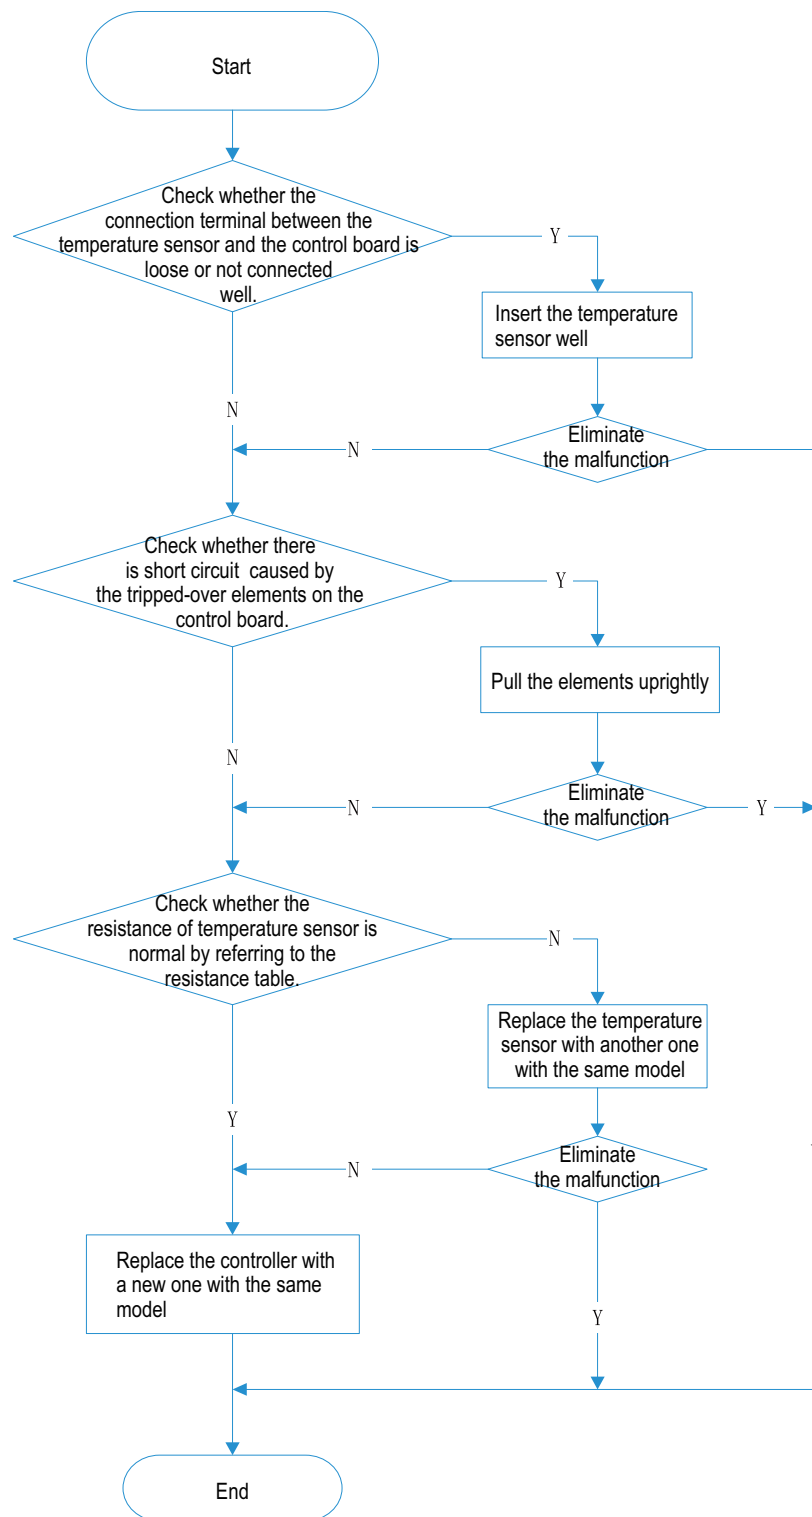 Start
Check whether the
connection terminal between the
temperature sensor and the control board is
loose or not connected
well.
Y
Insert the temperature
sensor well
N
Eliminate
the malfunction
N
Check whether there
is short circuit caused by
the tripped-over elements on the
control board.
Y
Pull the elements uprightly
N
Eliminate
the malfunction
N
Y
Check whether the
resistance of temperature sensor is
normal by referring to the
resistance table.
N
Replace the temperature
sensor with another one
with the same model
Y
Eliminate
the malfunction
N
Replace the controller with
a new one with the same
model
Y
End